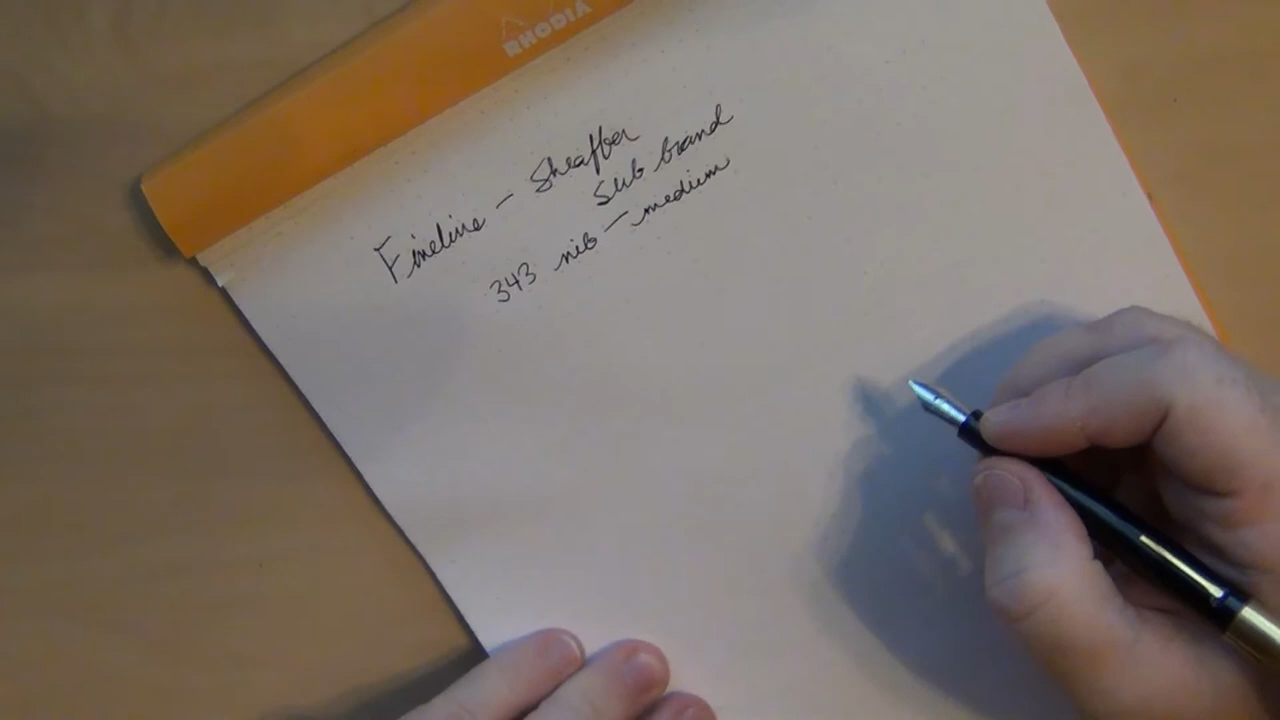 RHODIA
Fineline - Sheaffer
Sub brand
343 nib - medium